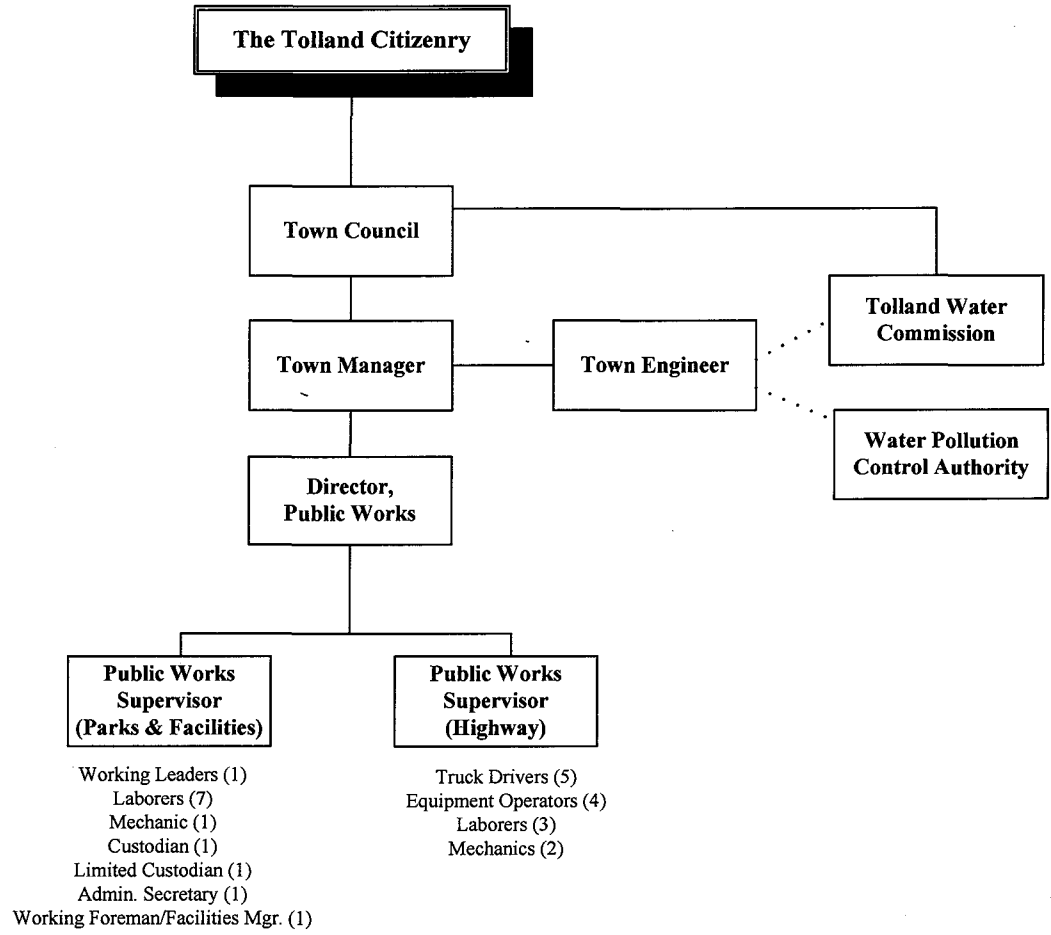 The Tolland Citizenry
Town Council
Tolland Water
Commission
Town Manager
Town Engineer
Water Pollution
Control Authority
Director,
Public Works
Public Works
Supervisor
(Parks & Facilities)
Working Leaders (1)
Laborers (7)
Mechanic (1)
Custodian (1)
Limited Custodian (1)
Admin. Secretary (1)
Working Foreman/Facilities Mgr. (1)
Public Works
Supervisor
(Highway)
Truck Drivers (5)
Equipment Operators (4)
Laborers (3)
Mechanics (2)